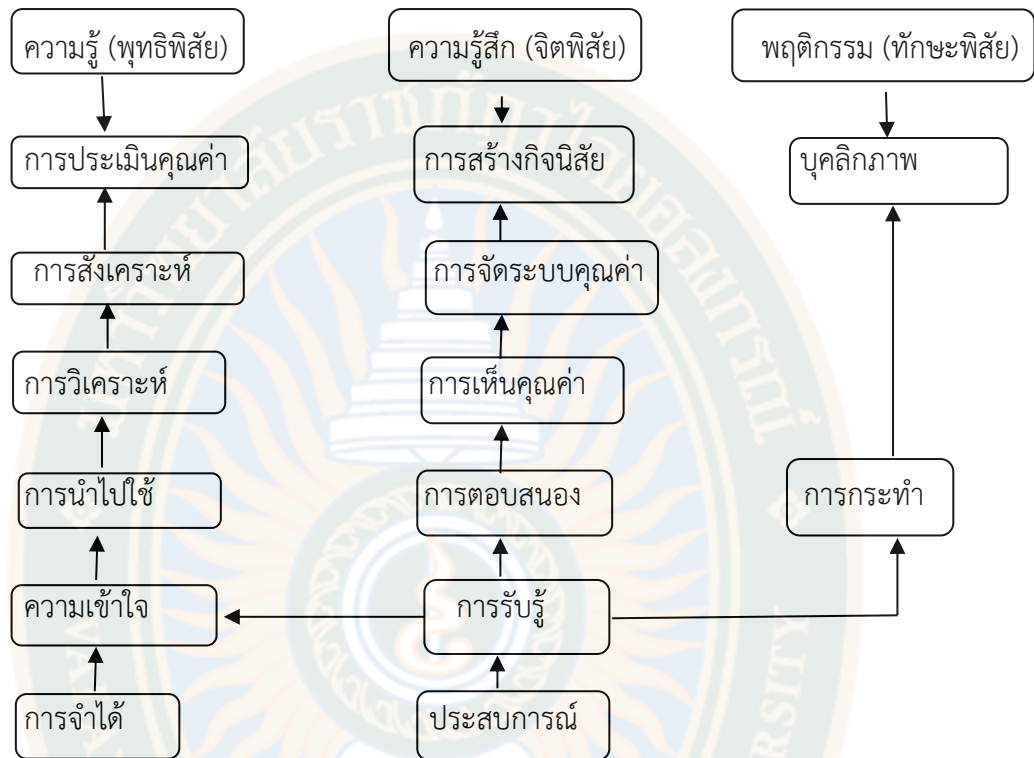 ความรู้ (พุทธิพิสัย)
ความรู้สึก (จิตพิสัย)
พฤติกรรม (ทักษะพิสัย)
การประเมินคุณค่า
การสร้างกิจนิสัย
บุคลิกภาพ
การสังเคราะห์
การจัดระบบคุณค่า
การวิเคราะห์
การเห็นคุณค่า
การนำไปใช้
การตอบสนอง
การกระทำ
ความเข้าใจ
การรับรู้
การจำได้
ประสบการณ์